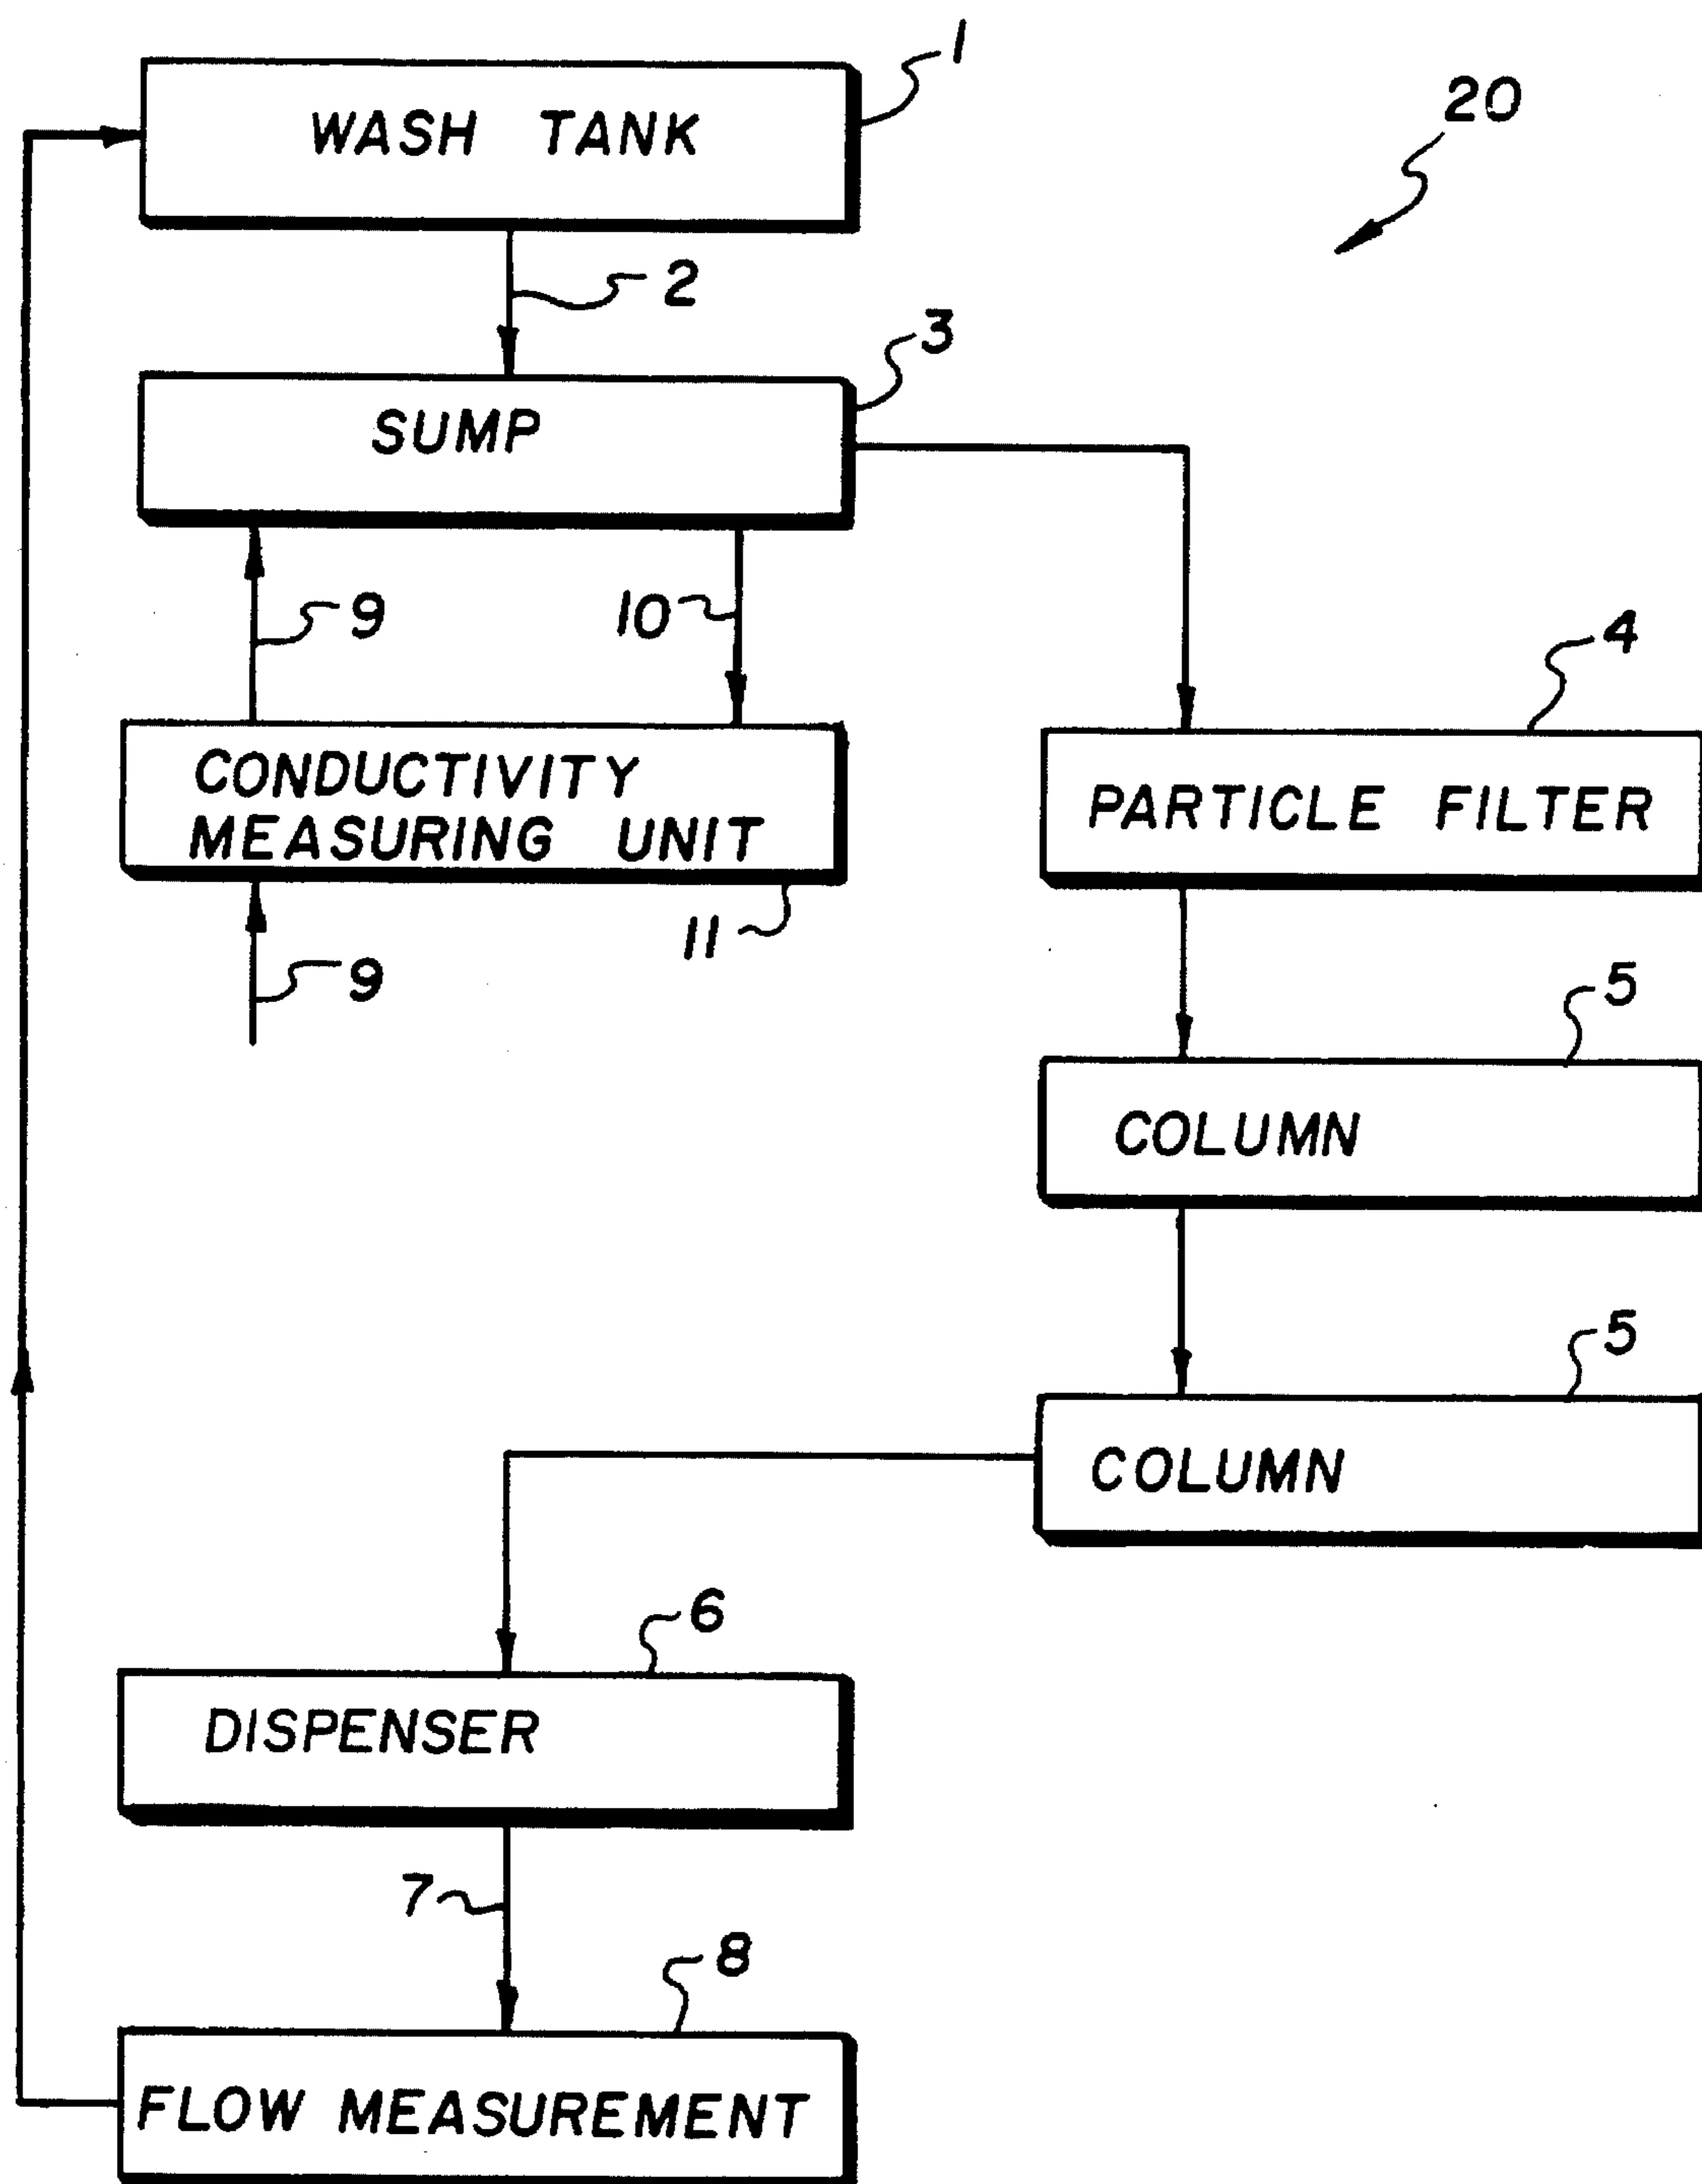 1
WASH TANK
20
2
3
SUMP
9
10
4
CONDUCTIVITY
MEASURING UNIT
PARTICLE FILTER
11
9
5
COLUMN
5
COLUMN
6
DISPENSER
7
8
FLOW MEASUREMENT